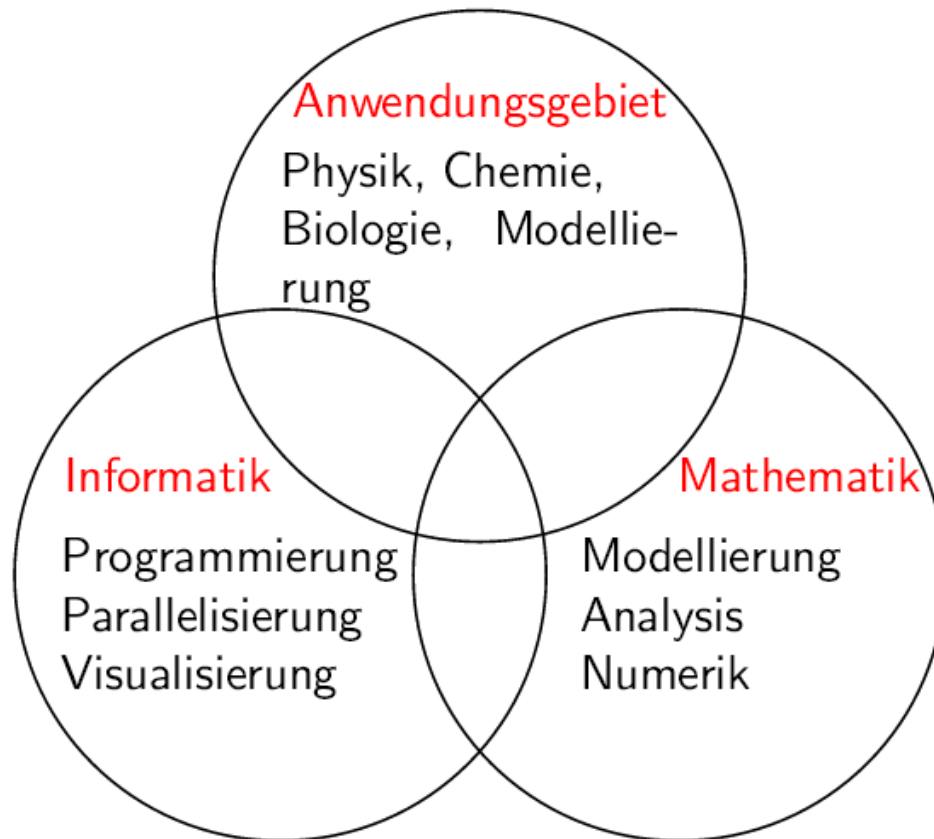 Anwendungsgebiet
Physik, Chemie,
Biologie, Modellie-
rung
Informatik
Programmierung
Parallelisierung
Visualisierung
Mathematik
Modellierung
Analysis
Numerik